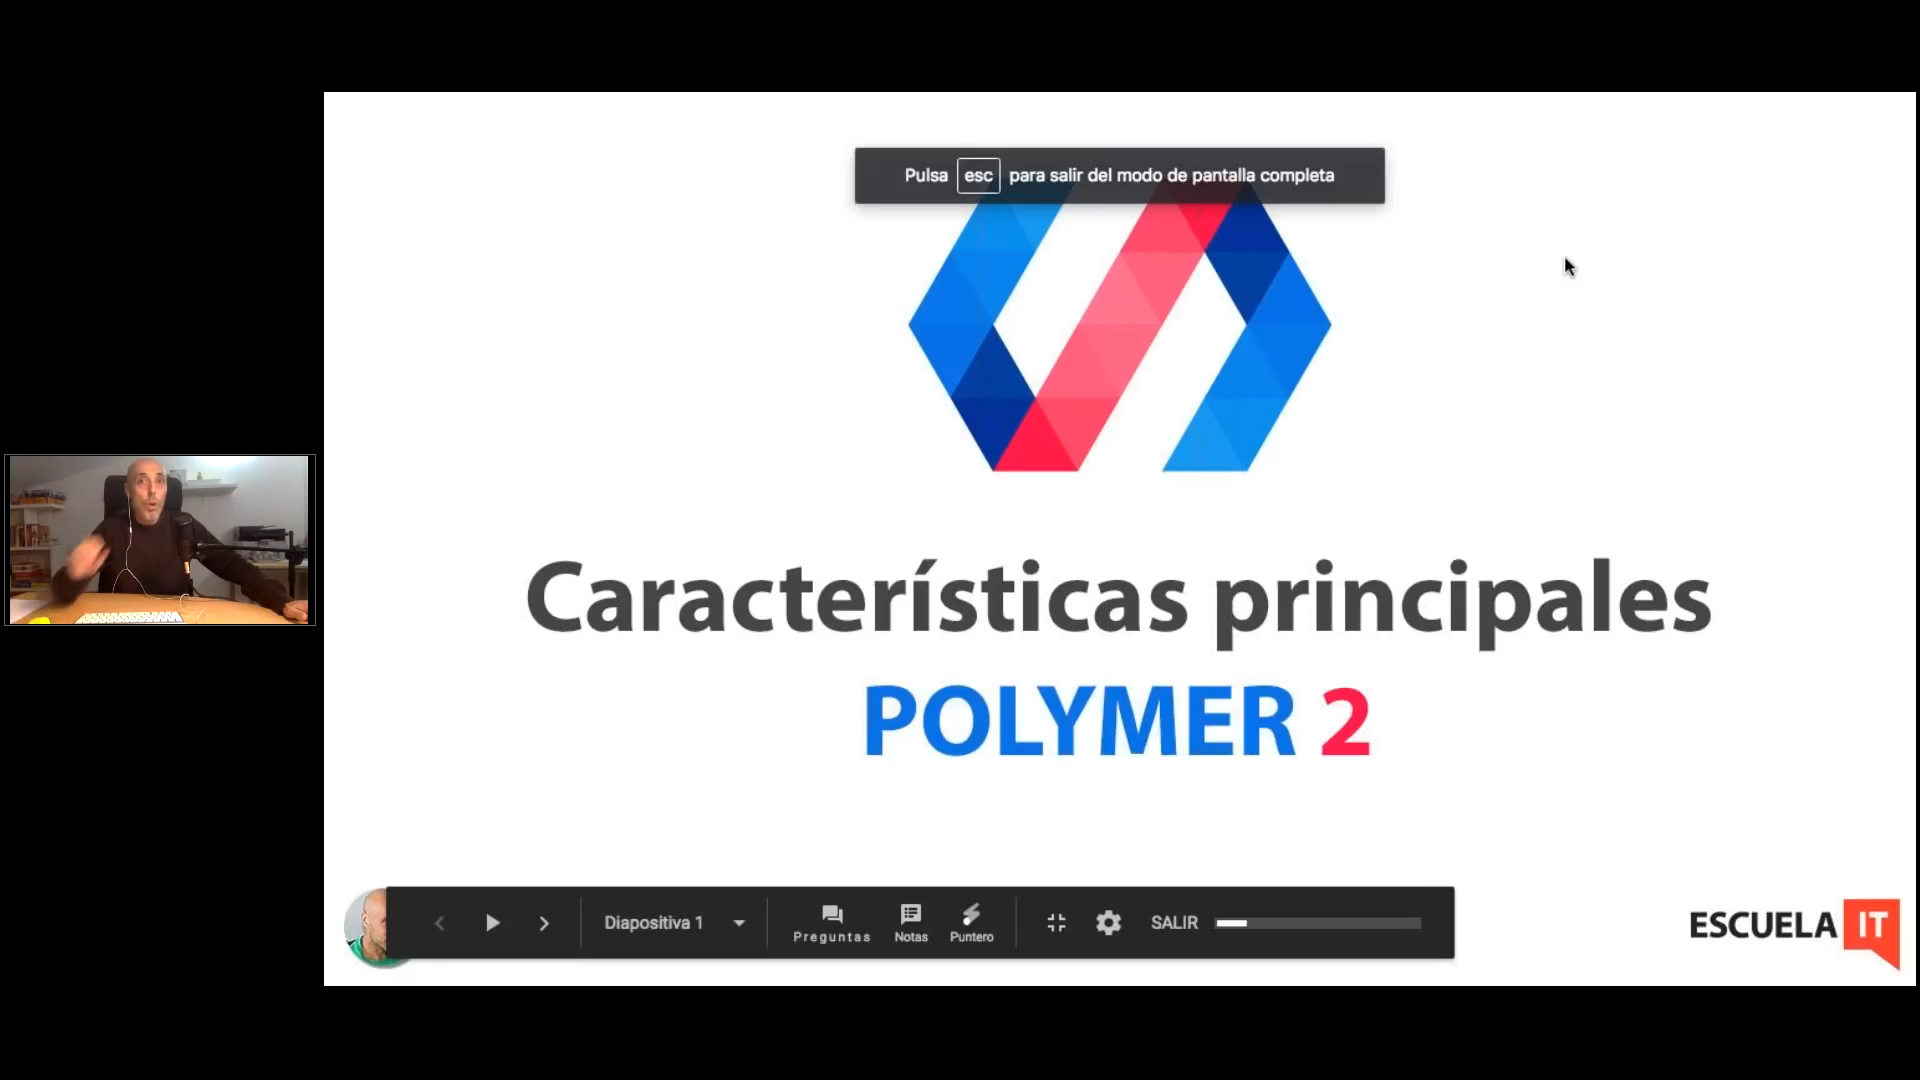 Pulsa esc para salir del modo de pantalla completa
Características principales
POLYMER 2
Diapositiva 1
Preguntas
Notas
Puntero
SALIR
ESCUELA IT